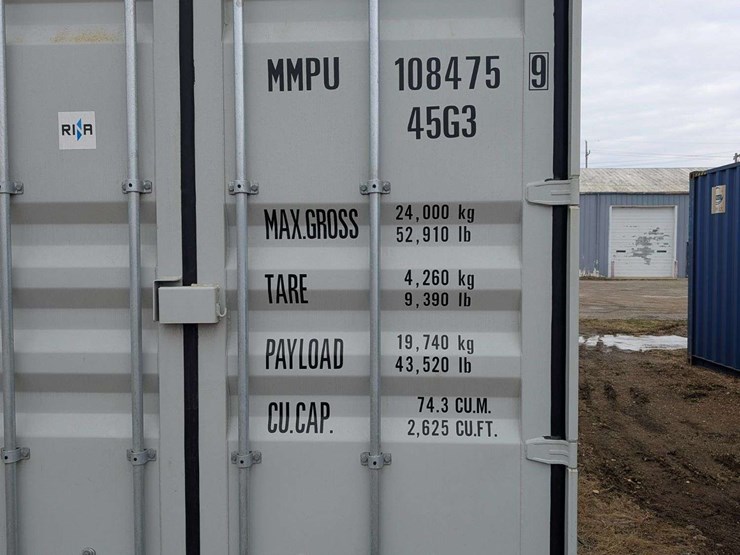 MMPU 108475 9
45G3
RINA
MAX.GROSS 24,000 kg
52,910 lb
TARE 4,260 kg
9,390 lb
PAYLOAD 19,740 kg
43,520 lb
CU.CAP. 74.3 CU.M.
2,625 CU.FT.